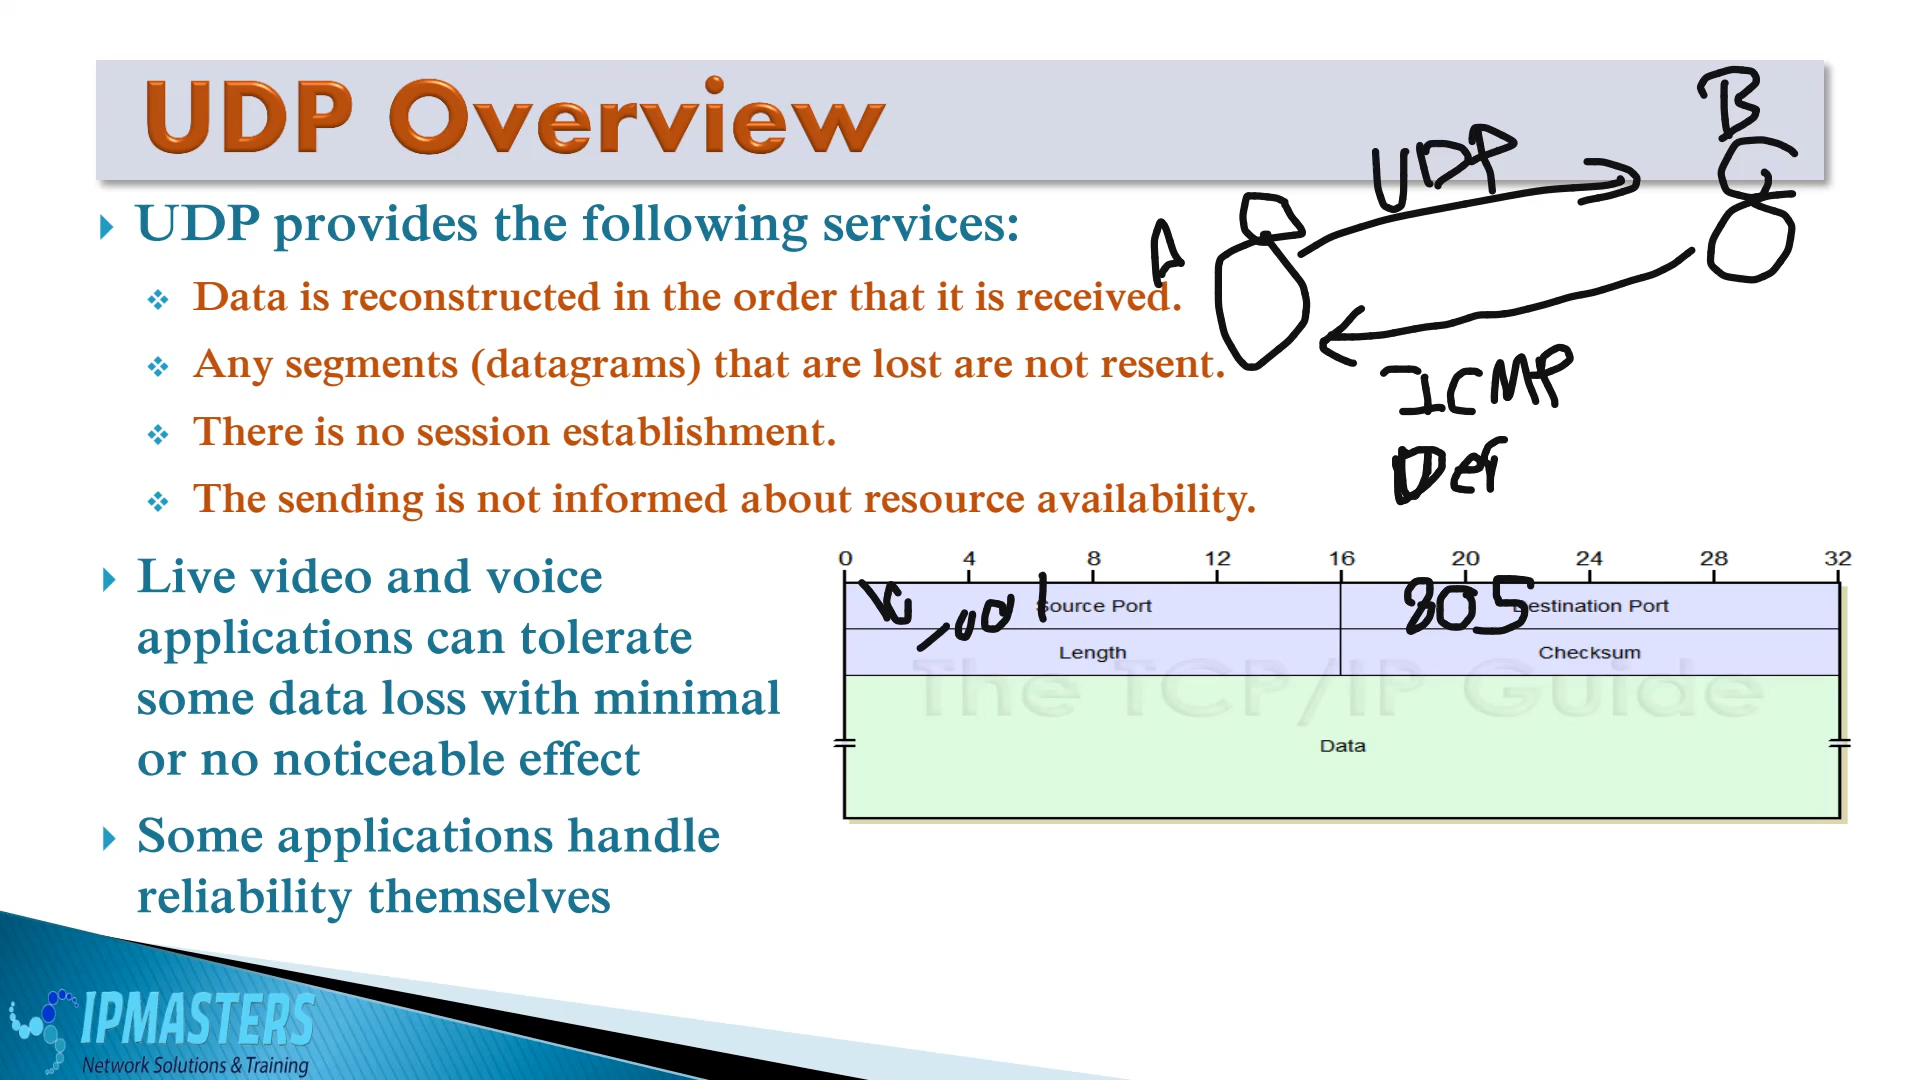 UDP Overview
B
UDP
A
UDP provides the following services:
Data is reconstructed in the order that it is received.
Any segments (datagrams) that are lost are not resent.
ICMP
There is no session establishment.
The sending is not informed about resource availability.
Live video and voice
applications can tolerate
some data loss with minimal
or no noticeable effect
Some applications handle
reliability themselves
0 4 8 12 16 20 24 28 32
Source Port Destination Port
805
Length Checksum
The TCP/IP Guide
Data
IPMASTERS
Network Solutions & Training